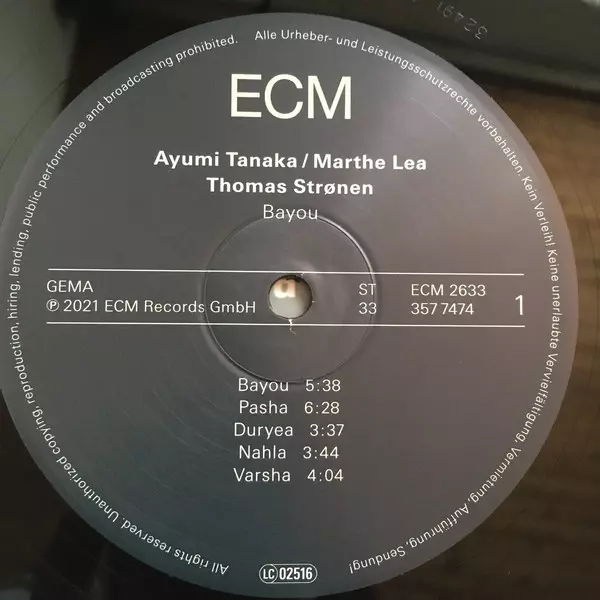 32491
All rights reserved. Unauthorized copying, reproduction, hiring, lending, public performance and broadcasting prohibited.
Alle Urheber- und Leistungsschutzrechte vorbehalten. Kein Verleih! Keine unerlaubte Vervielfältigung, Vermietung, Aufführung, Sendung!
ECM
Ayumi Tanaka / Marthe Lea
Thomas Strønen
Bayou
GEMA ST ECM 2633
℗ 2021 ECM Records GmbH 33 357 7474 1
Bayou 5:38
Pasha 6:28
Duryea 3:37
Nahla 3:44
Varsha 4:04
LC 02516